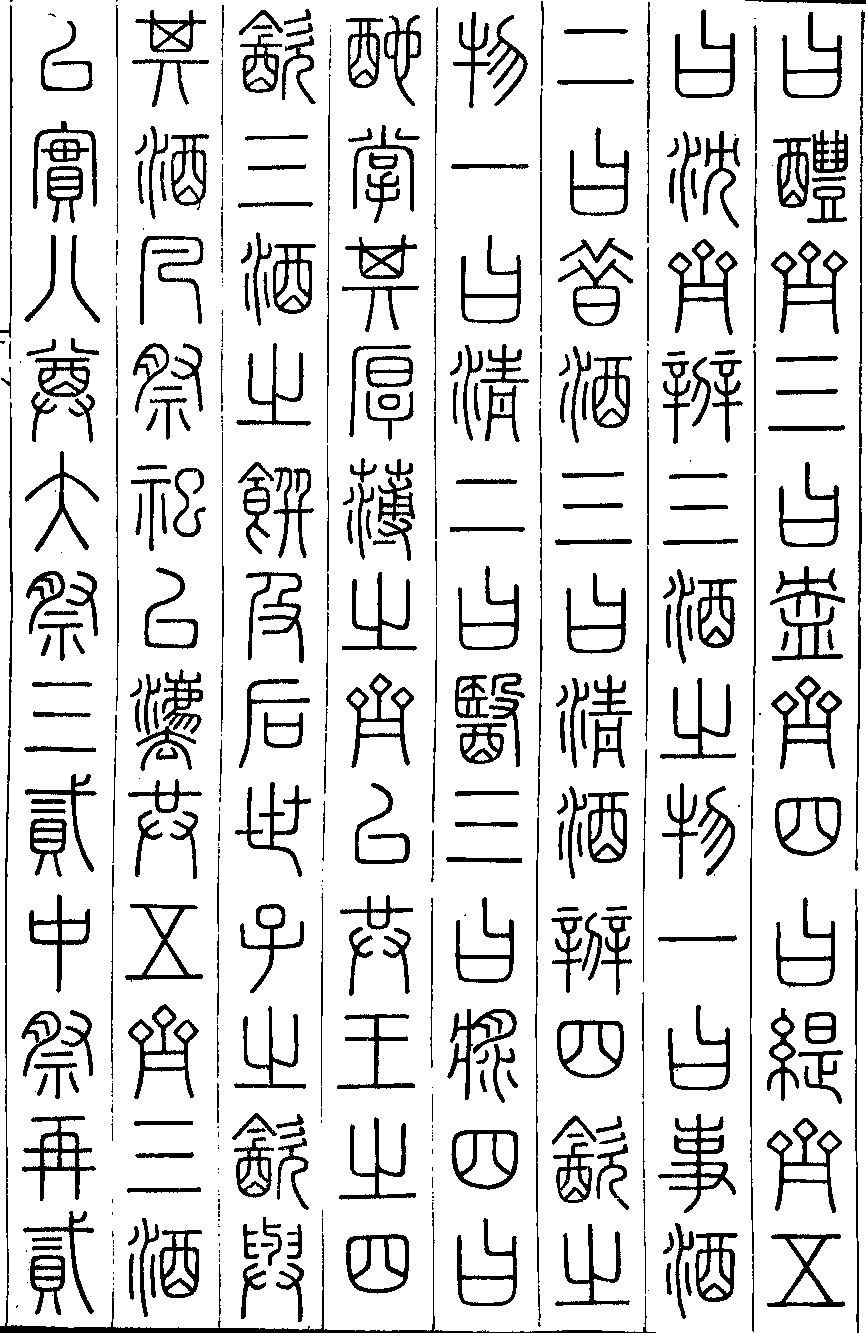 曰醴齊三曰盎齊四曰緹齊五
曰沈齊辨三酒之物一曰事酒
二曰昔酒三曰清酒辨四飲之
物一曰清二曰醫三曰漿四曰
酏掌其厚薄之齊以共王之四
飲三酒之饌及后世子之飲與
其酒凡祭祀以灋共五齊三酒
以實八尊大祭三貳中祭再貳